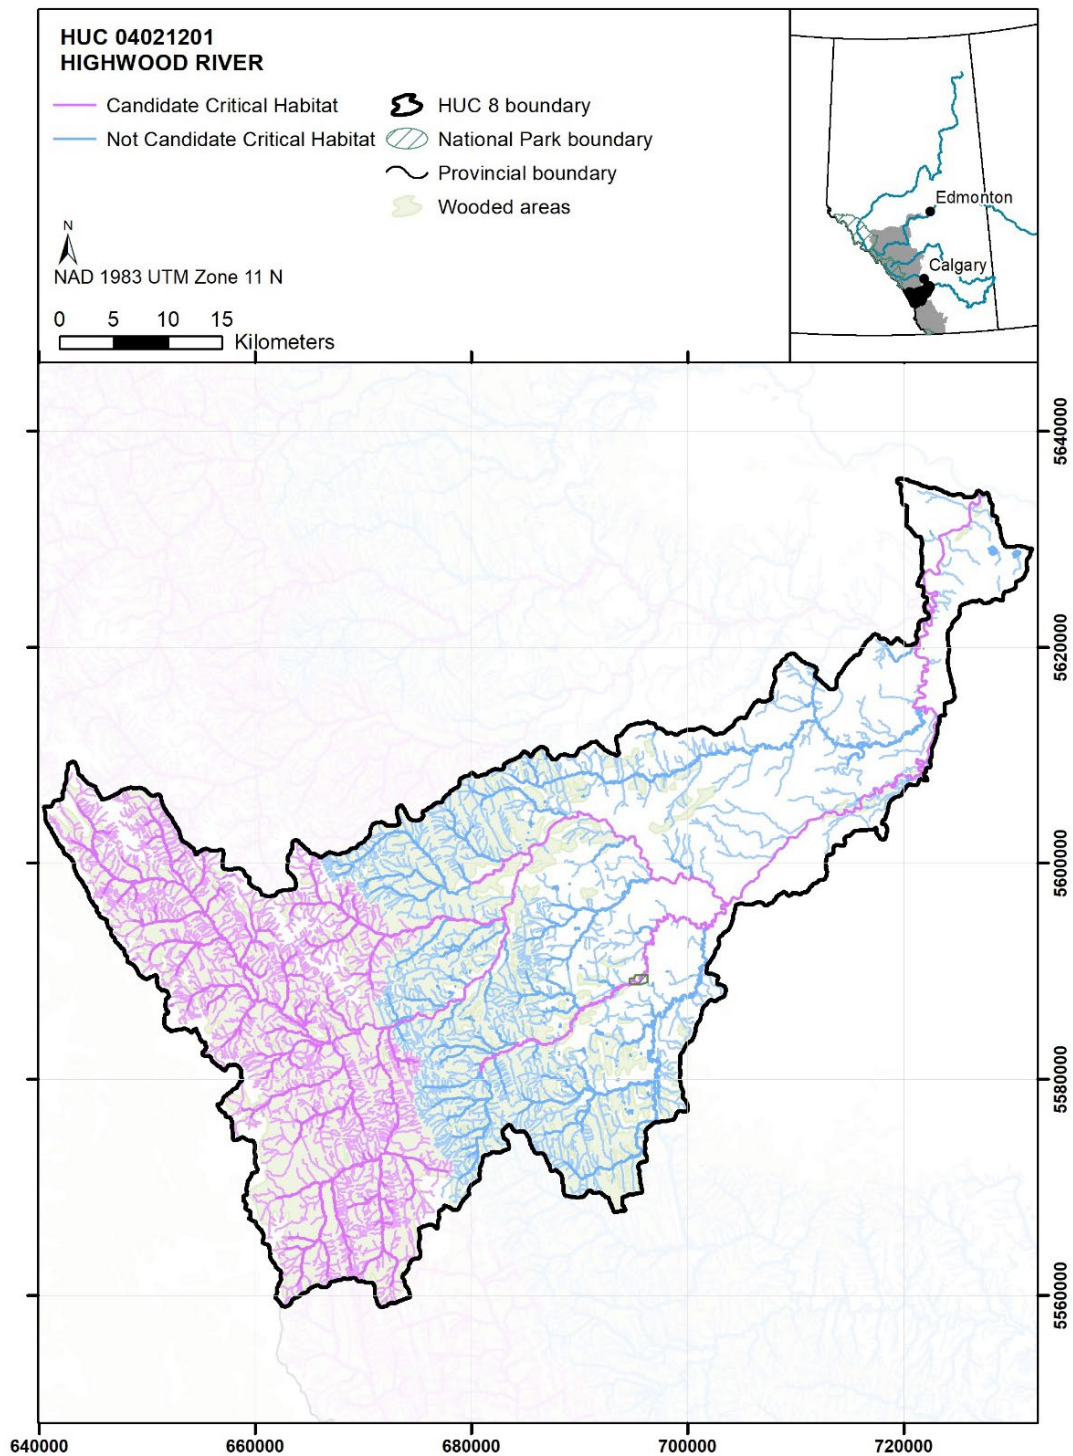 HUC 04021201
HIGHWOOD RIVER
Candidate Critical Habitat
Not Candidate Critical Habitat
HUC 8 boundary
National Park boundary
Provincial boundary
Wooded areas
N
NAD 1983 UTM Zone 11 N
0 5 10 15
Kilometers
Edmonton
Calgary
5640000
5620000
5600000
5580000
5560000
640000 660000 680000 700000 720000